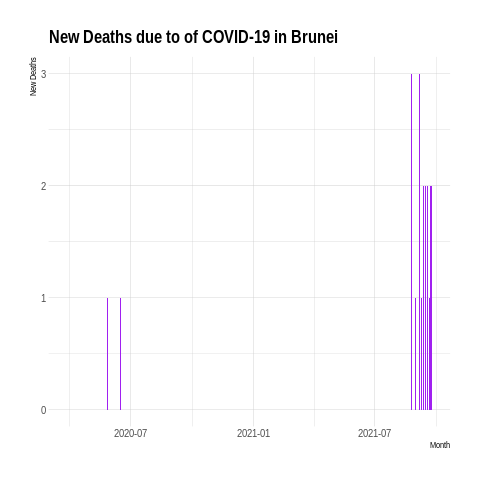 New Deaths due to of COVID-19 in Brunei
New Deaths
3
2
1
0
2020-07 2021-01 2021-07
Month